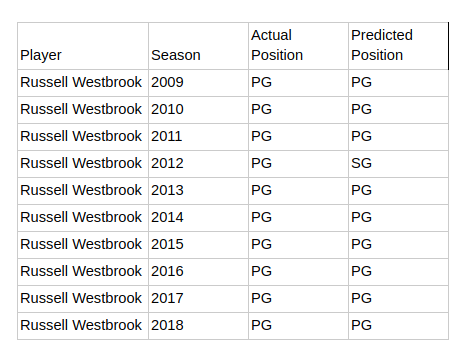 Player Season Actual Position Predicted Position
Russell Westbrook 2009 PG PG
Russell Westbrook 2010 PG PG
Russell Westbrook 2011 PG PG
Russell Westbrook 2012 PG SG
Russell Westbrook 2013 PG PG
Russell Westbrook 2014 PG PG
Russell Westbrook 2015 PG PG
Russell Westbrook 2016 PG PG
Russell Westbrook 2017 PG PG
Russell Westbrook 2018 PG PG